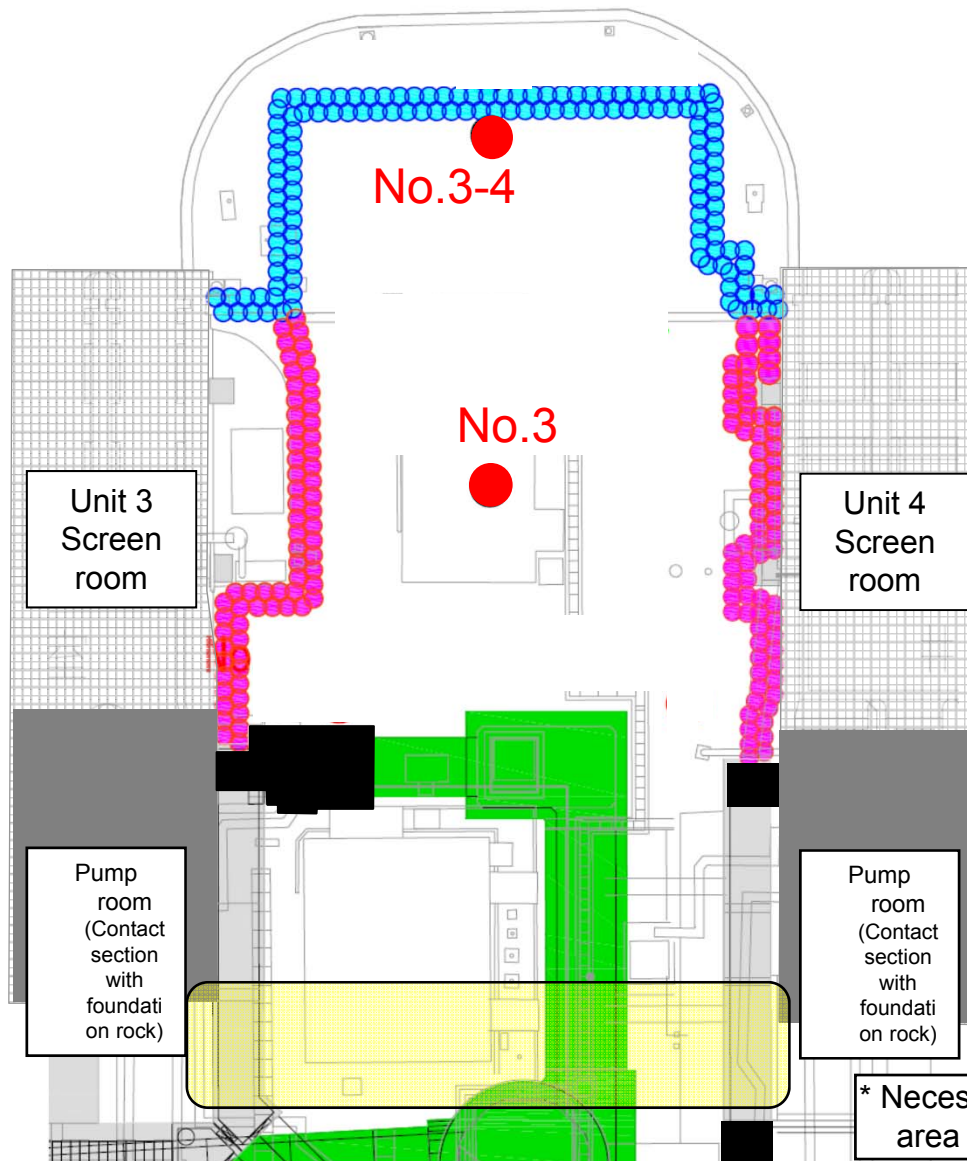 No.3-4
No.3
Unit 3
Screen
room
Unit 4
Screen
room
Pump
room
(Contact
section
with
foundati
on rock)
Pump
room
(Contact
section
with
foundati
on rock)
* Neces
area